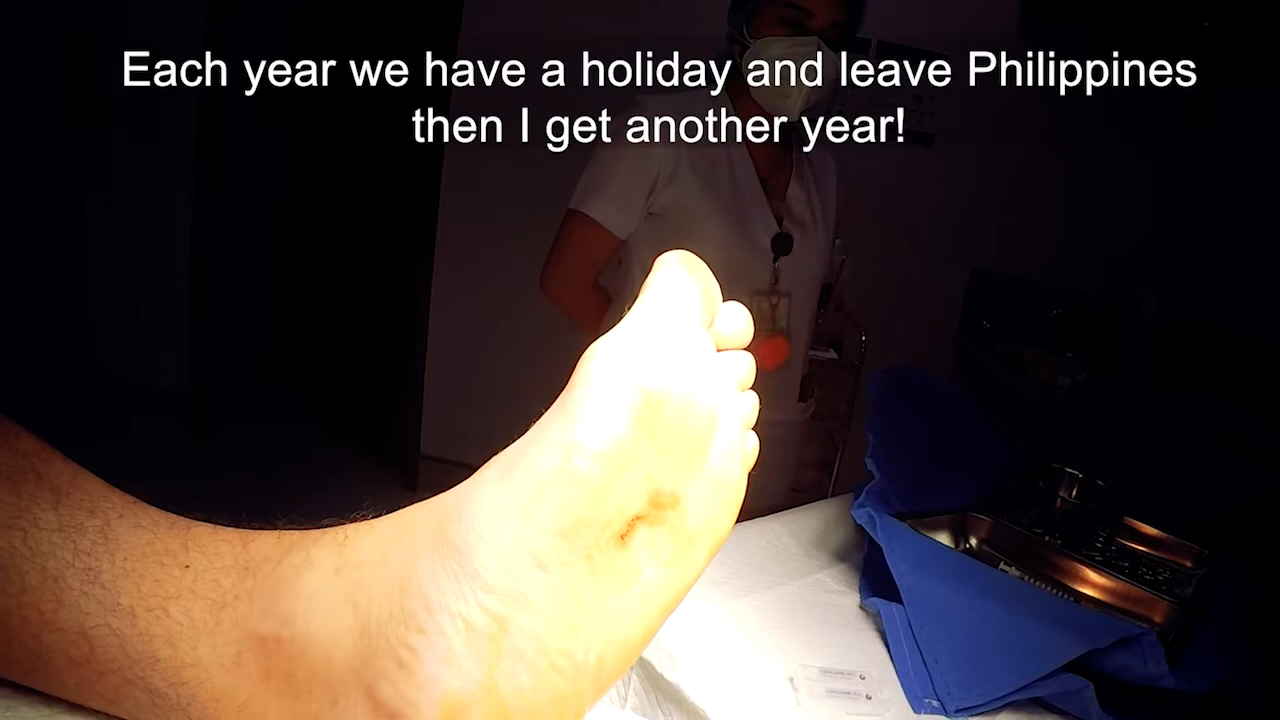 Each year we have a holiday and leave Philippines
then I get another year!